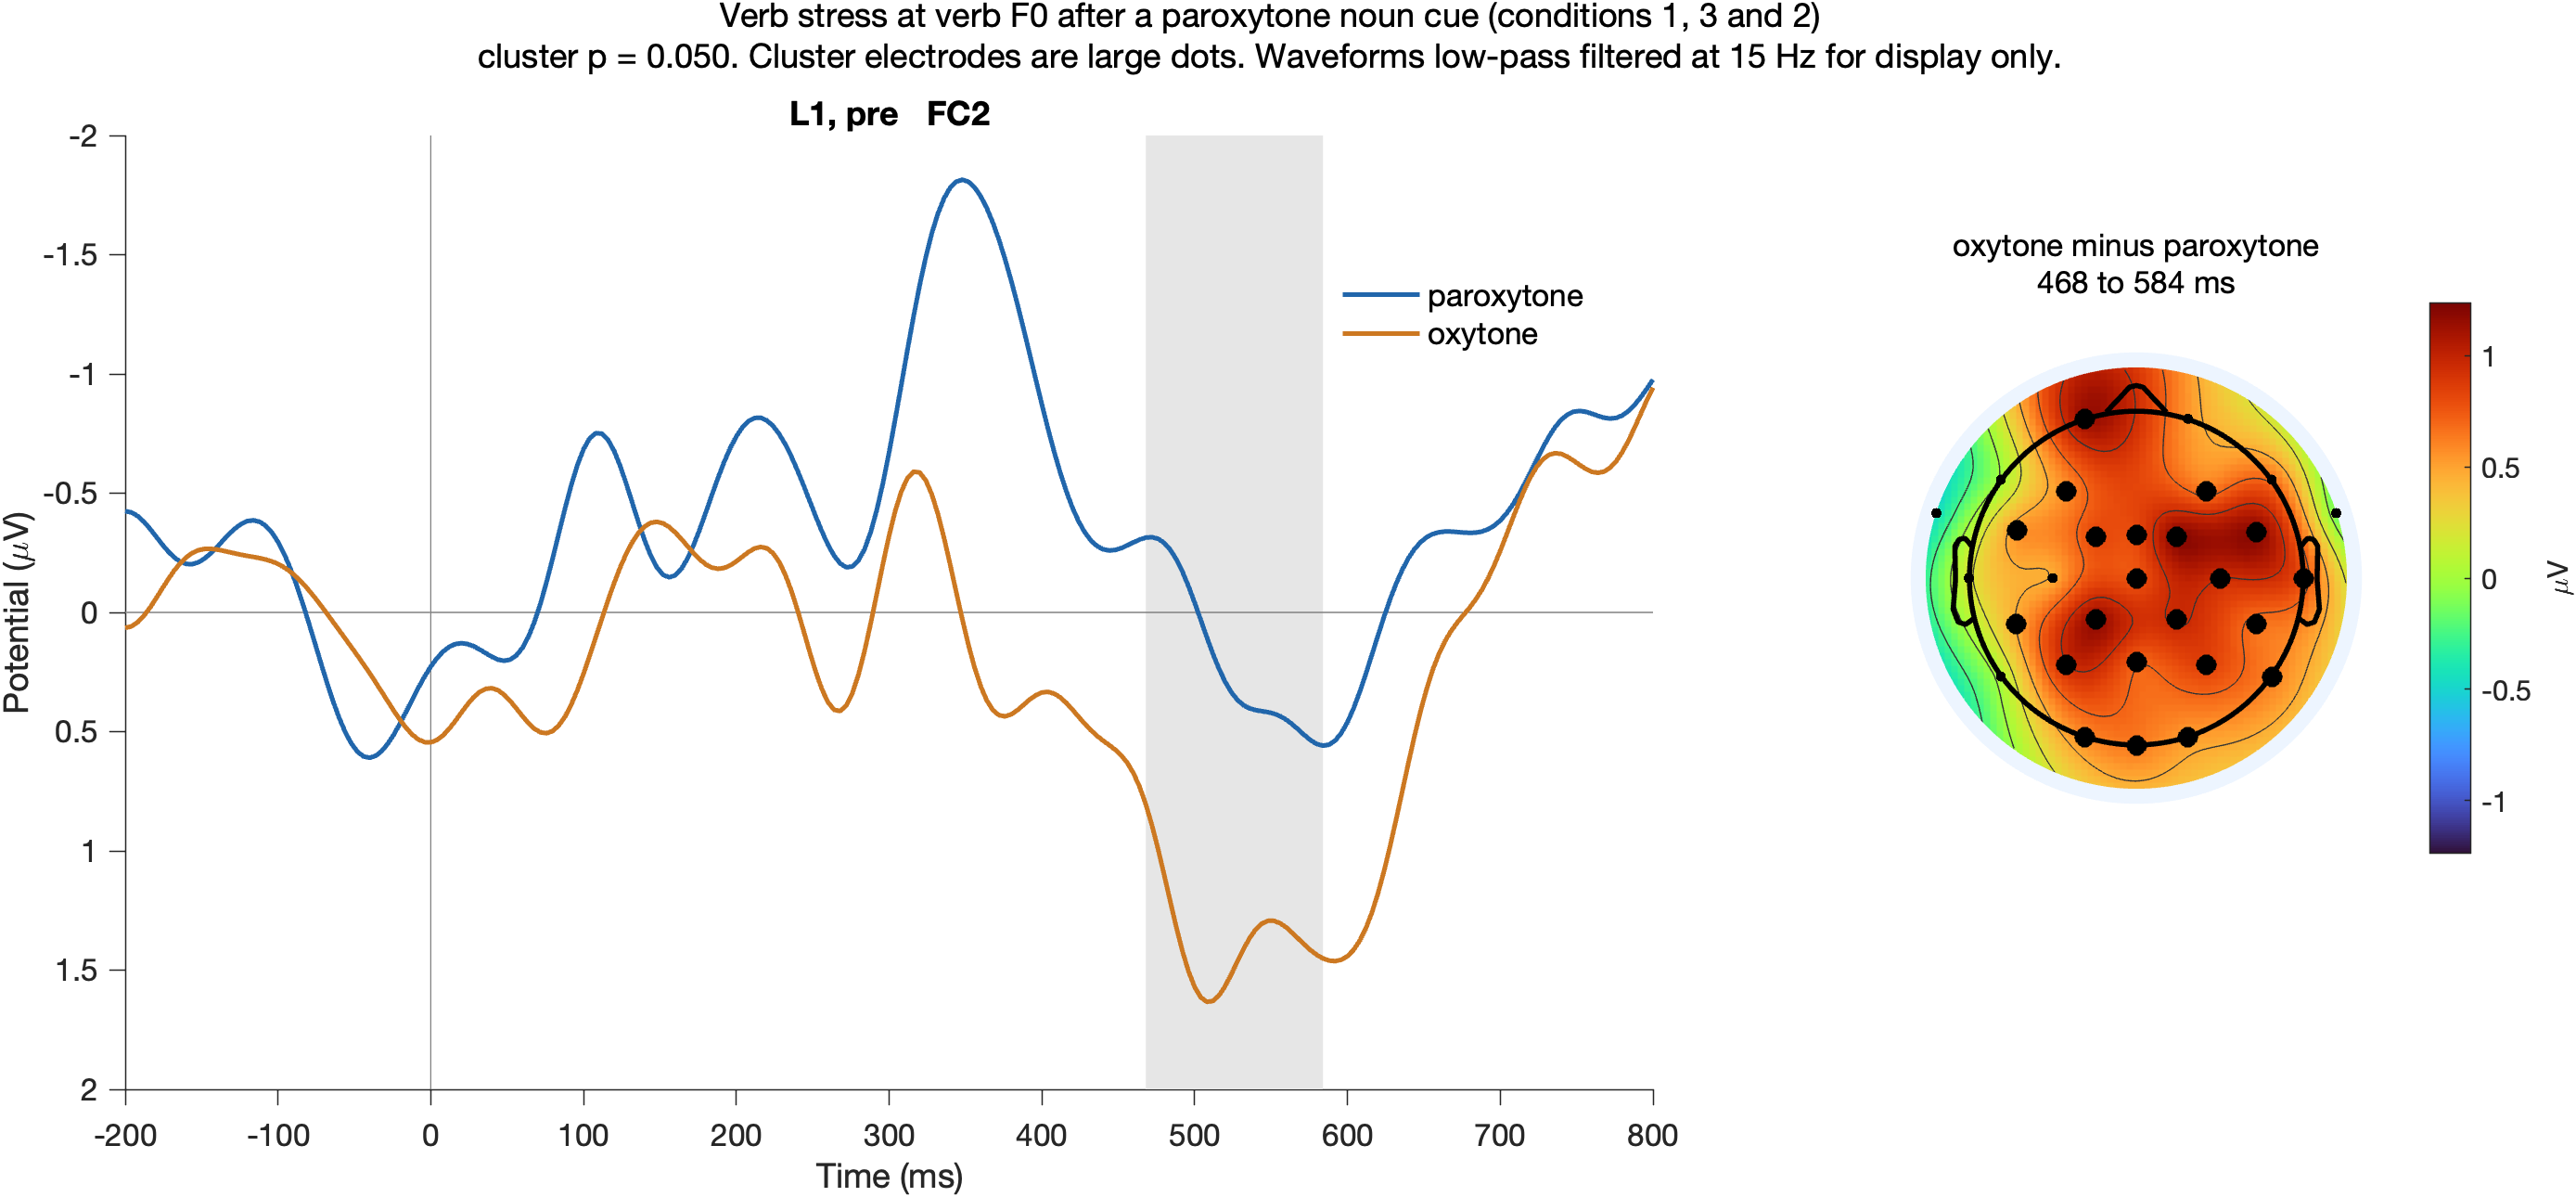 Verb stress at verb F0 after a paroxytone noun cue (conditions 1, 3 and 2)
cluster p = 0.050. Cluster electrodes are large dots. Waveforms low-pass filtered at 15 Hz for display only.
L1, pre FC2
-2
-1.5
-1
-0.5
0
0.5
1
1.5
2
Potential (μV)
-200 -100 0 100 200 300 400 500 600 700 800
Time (ms)
paroxytone
oxytone
oxytone minus paroxytone
468 to 584 ms
1
0.5
0
-0.5
-1
μV